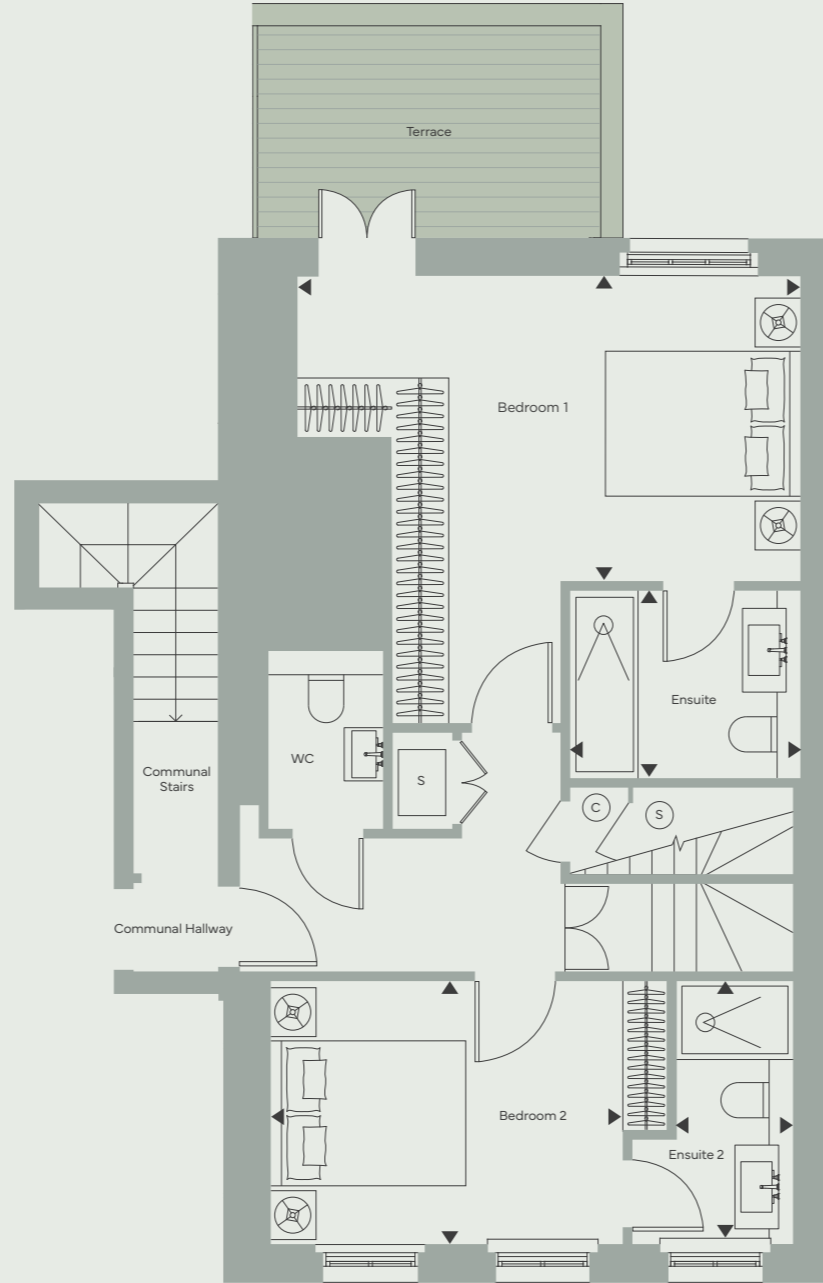 Terrace
Bedroom 1
Ensuite
WC
S
Communal
Stairs
C
S
Communal Hallway
Bedroom 2
Ensuite 2